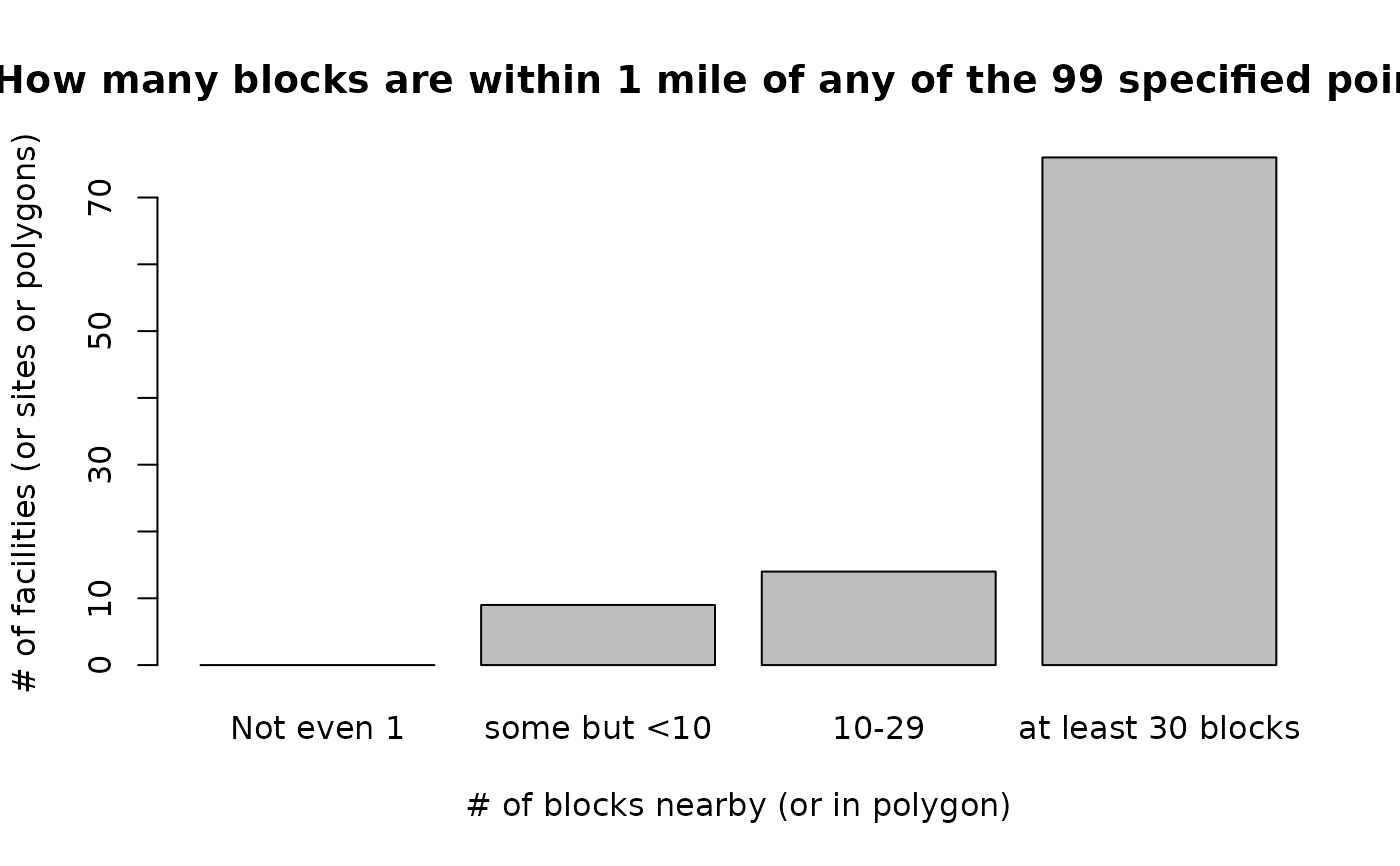 How many blocks are within 1 mile of any of the 99 specified poi
# of facilities (or sites or polygons)
70
50
30
10
0
Not even 1 some but <10 10-29 at least 30 blocks
# of blocks nearby (or in polygon)